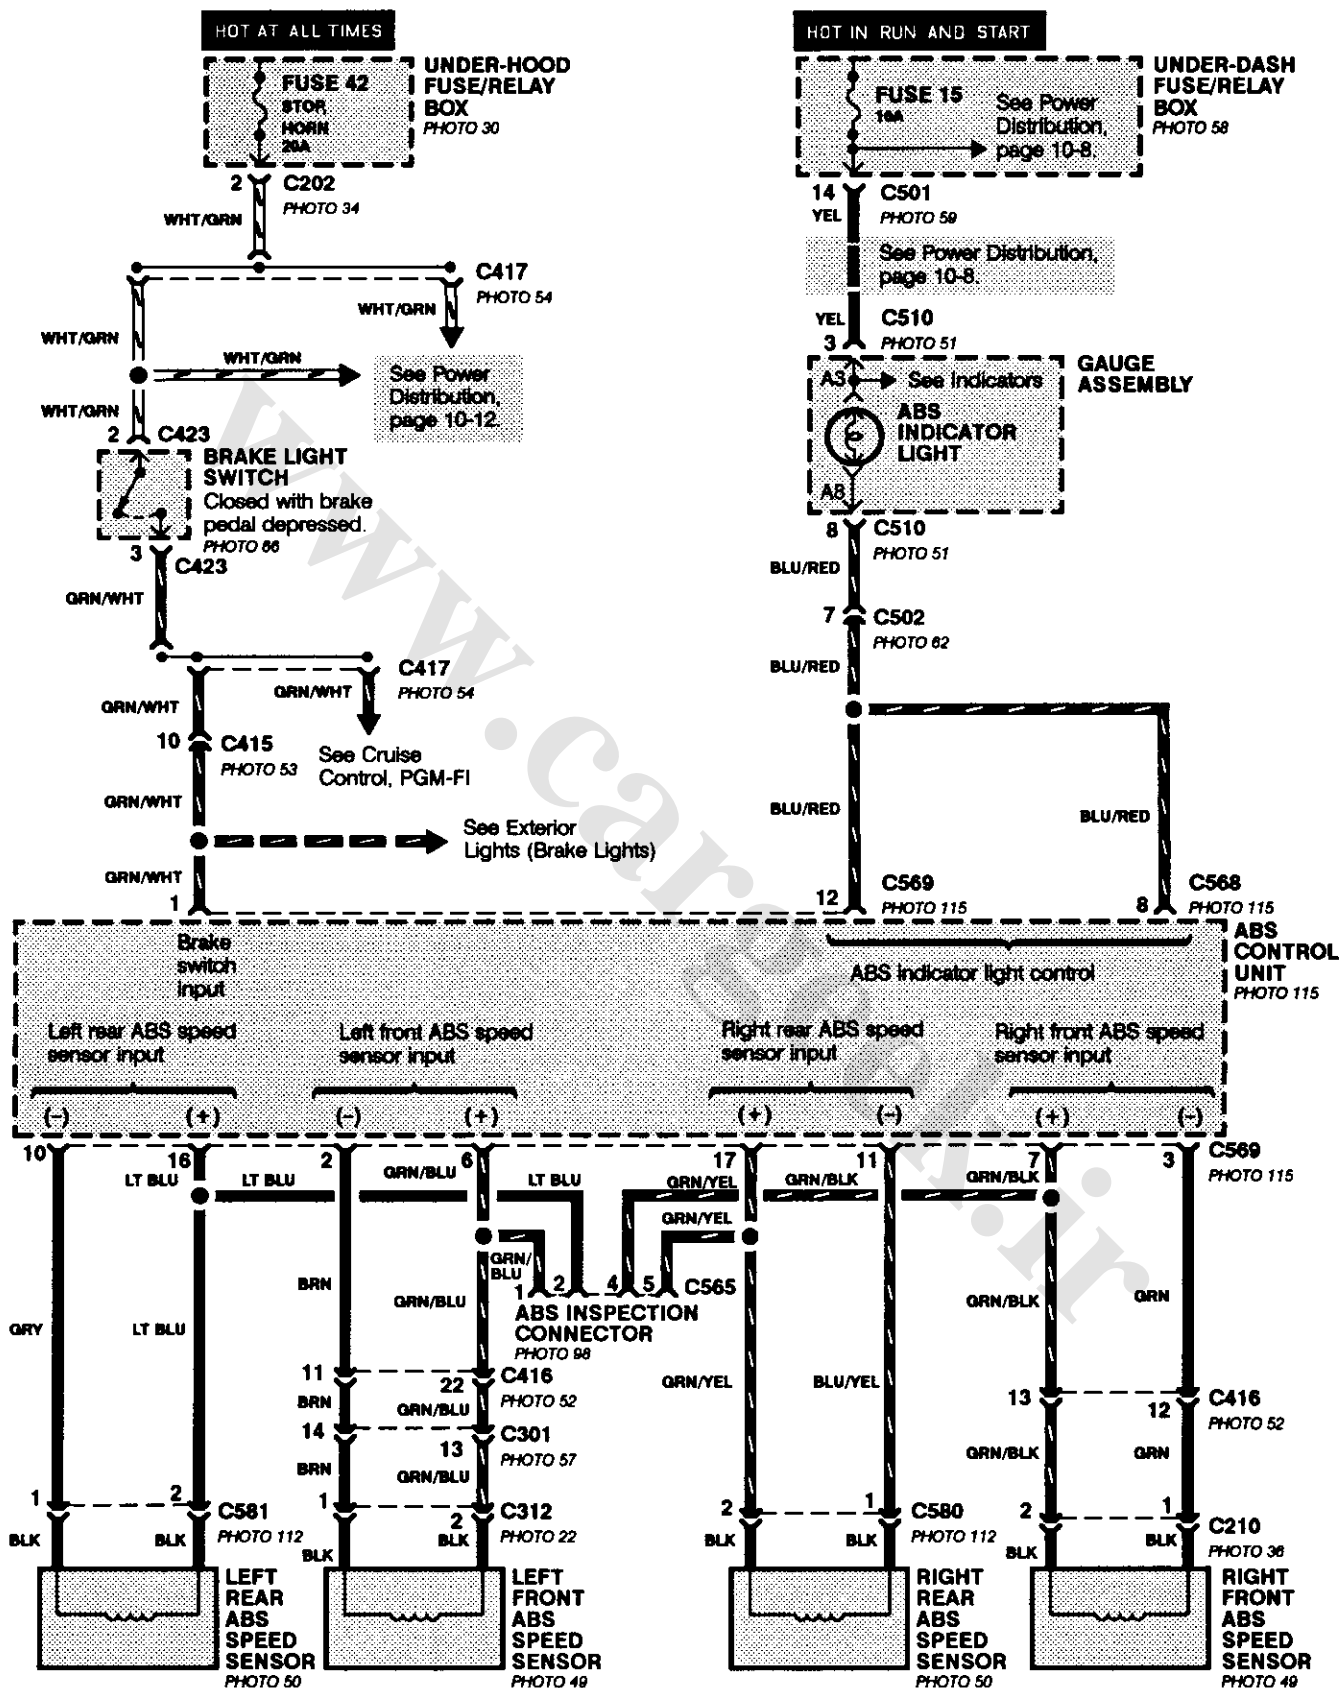 HOT AT ALL TIMES
HOT IN RUN AND START
FUSE 42
STOP,
HORN
20A
UNDER-HOOD
FUSE/RELAY
BOX
PHOTO 30
FUSE 15
10A
See Power
Distribution,
page 10-8.
UNDER-DASH
FUSE/RELAY
BOX
PHOTO 58
2
C202
PHOTO 34
WHT/GRN
14
C501
PHOTO 59
YEL
See Power Distribution,
page 10-8.
C417
PHOTO 54
WHT/GRN
WHT/GRN
WHT/GRN
See Power
Distribution,
page 10-12.
WHT/GRN
YEL
C510
3
PHOTO 51
A3
See Indicators
GAUGE
ASSEMBLY
ABS
INDICATOR
LIGHT
A8
2
C423
BRAKE LIGHT
SWITCH
Closed with brake
pedal depressed.
PHOTO 66
3
C423
8
C510
PHOTO 51
BLU/RED
GRN/WHT
7
C502
PHOTO 62
BLU/RED
C417
PHOTO 54
GRN/WHT
GRN/WHT
10
C415
PHOTO 53
See Cruise
Control, PGM-FI
GRN/WHT
BLU/RED
BLU/RED
See Exterior
Lights (Brake Lights)
GRN/WHT
1
12
C569
PHOTO 115
8
C568
PHOTO 115
ABS
CONTROL
UNIT
PHOTO 115
Brake
switch
input
ABS indicator light control
Left rear ABS speed
sensor input
Left front ABS speed
sensor input
Right rear ABS speed
sensor input
Right front ABS speed
sensor input
(-) (+) (-) (+) (+) (-) (+) (-)
10 16 2 6 17 11 7 3
C569
PHOTO 115
LT BLU
LT BLU
GRN/BLU
LT BLU
GRN/YEL
GRN/BLK
GRN/BLK
GRN/YEL
GRN/
BLU
1 2 4 5
C565
ABS INSPECTION
CONNECTOR
PHOTO 98
GRY
LT BLU
BRN
GRN/BLU
GRN/YEL
BLU/YEL
GRN/BLK
GRN
11
22
C416
PHOTO 52
BRN
GRN/BLU
14
13
C301
PHOTO 57
BRN
GRN/BLU
13
12
C416
PHOTO 52
GRN/BLK
GRN
1
2
C581
PHOTO 112
1
2
C312
PHOTO 22
2
1
C580
PHOTO 112
2
1
C210
PHOTO 36
BLK BLK BLK BLK BLK BLK BLK BLK
LEFT
REAR
ABS
SPEED
SENSOR
PHOTO 50
LEFT
FRONT
ABS
SPEED
SENSOR
PHOTO 49
RIGHT
REAR
ABS
SPEED
SENSOR
PHOTO 50
RIGHT
FRONT
ABS
SPEED
SENSOR
PHOTO 49